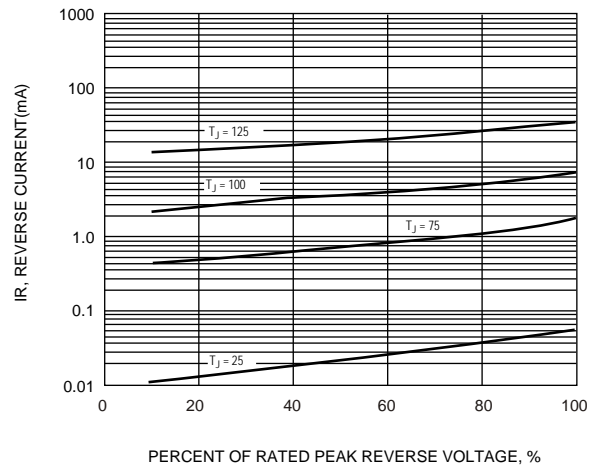 1000
100
10
1.0
0.1
0.01
IR, REVERSE CURRENT(mA)
TJ = 125
TJ = 100
TJ = 75
TJ = 25
0
20
40
60
80
100
PERCENT OF RATED PEAK REVERSE VOLTAGE, %